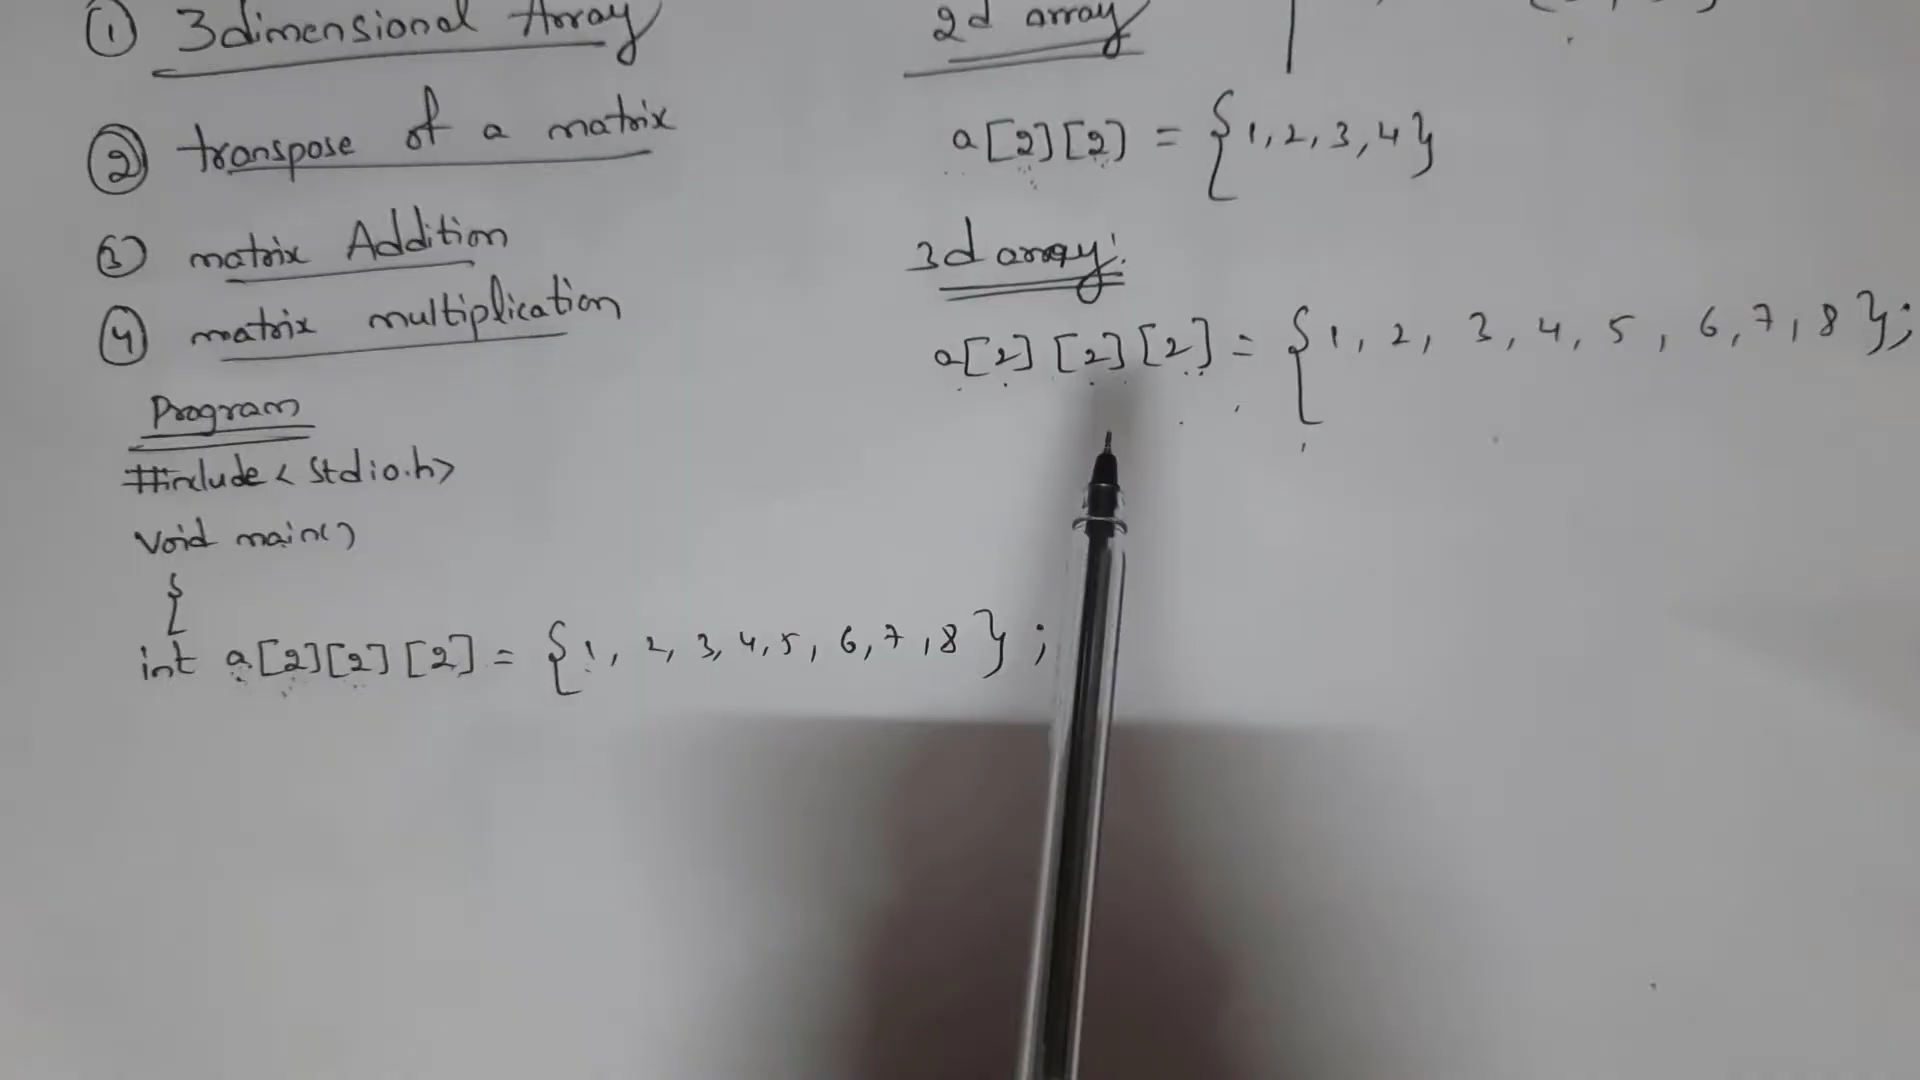 ① 3dimensional Array
② transpose of a matrix
③ matrix Addition
④ matrix multiplication
Program
#include < stdio.h>
void main()
{
int a[2][2][2] = {1, 2, 3, 4, 5, 6, 7, 8};
2d array
a[2][2] = {1, 2, 3, 4}
3d array:
a[2][2][2] = {1, 2, 3, 4, 5, 6, 7, 8};